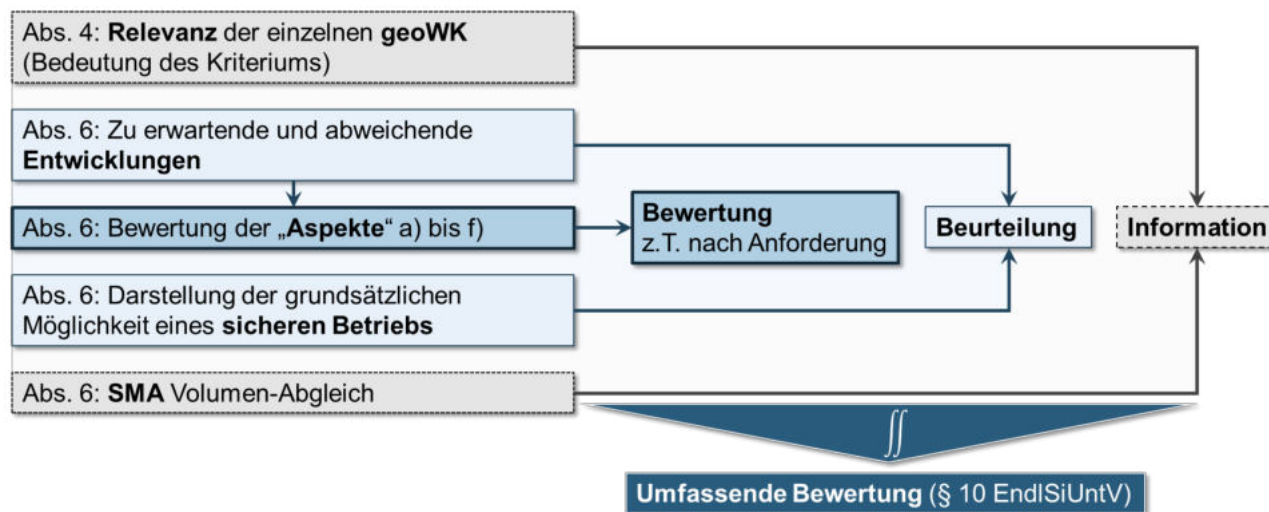 Abs. 4: Relevanz der einzelnen geoWK
(Bedeutung des Kriteriums)
Abs. 6: Zu erwartende und abweichende
Entwicklungen
Abs. 6: Bewertung der „Aspekte“ a) bis f)
Bewertung
z.T. nach Anforderung
Beurteilung
Information
Abs. 6: Darstellung der grundsätzlichen
Möglichkeit eines sicheren Betriebs
Abs. 6: SMA Volumen-Abgleich
∬
Umfassende Bewertung (§ 10 EndlSiUntV)